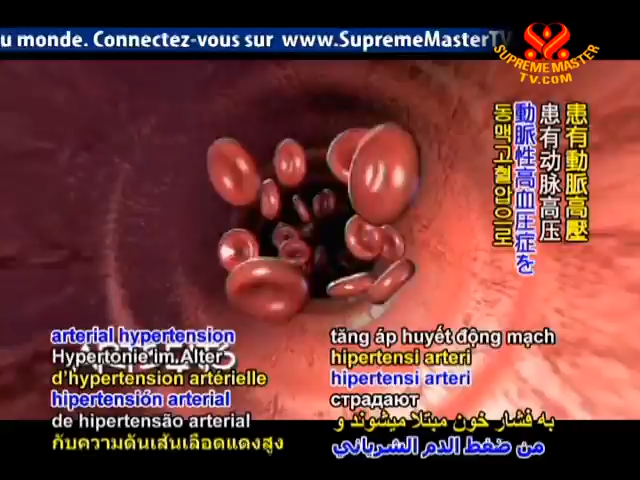 u monde. Connectez-vous sur www.SupremeMasterTV
SUPREME MASTER
TV.COM
患有動脈高壓
患有动脉高压
動脈性高血圧症を
동맥고혈압으로
arterial hypertension
Hypertonie im Alter
d'hypertension artérielle
hipertensión arterial
de hipertensão arterial
กับความดันเส้นเลือดแดงสูง
tăng áp huyết động mạch
hipertensi arteri
hipertensi arteri
страдают
به فشار خون مبتلا میشوند و
من ضغط الدم الشرياني